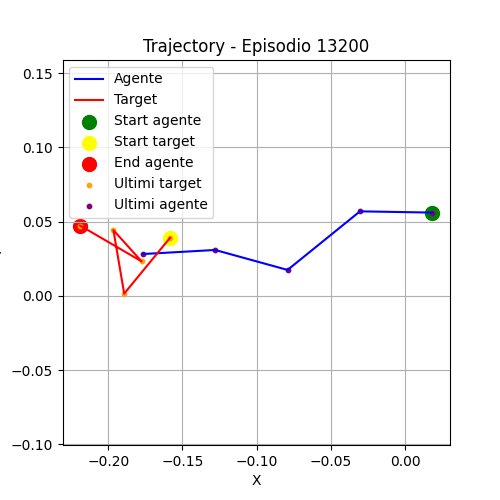 Trajectory - Episodio 13200
Agente
Target
Start agente
Start target
End agente
Ultimi target
Ultimi agente
0.15
0.10
0.05
0.00
−0.05
−0.10
−0.20 −0.15 −0.10 −0.05 0.00
X